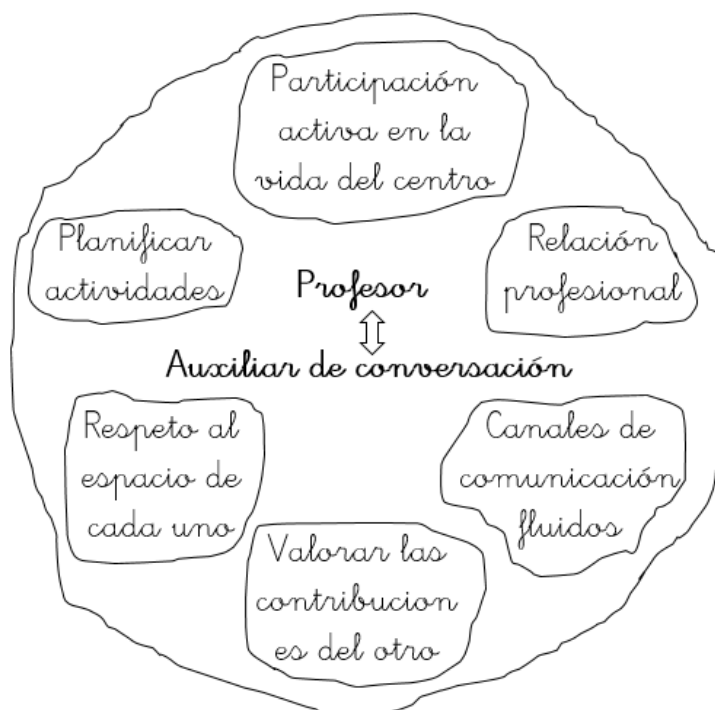 Participación
activa en la
vida del centro
Planificar
actividades
Relación
profesional
Profesor
Auxiliar de conversación
Respeto al
espacio de
cada uno
Canales de
comunicación
fluidos
Valorar las
contribucion
es del otro